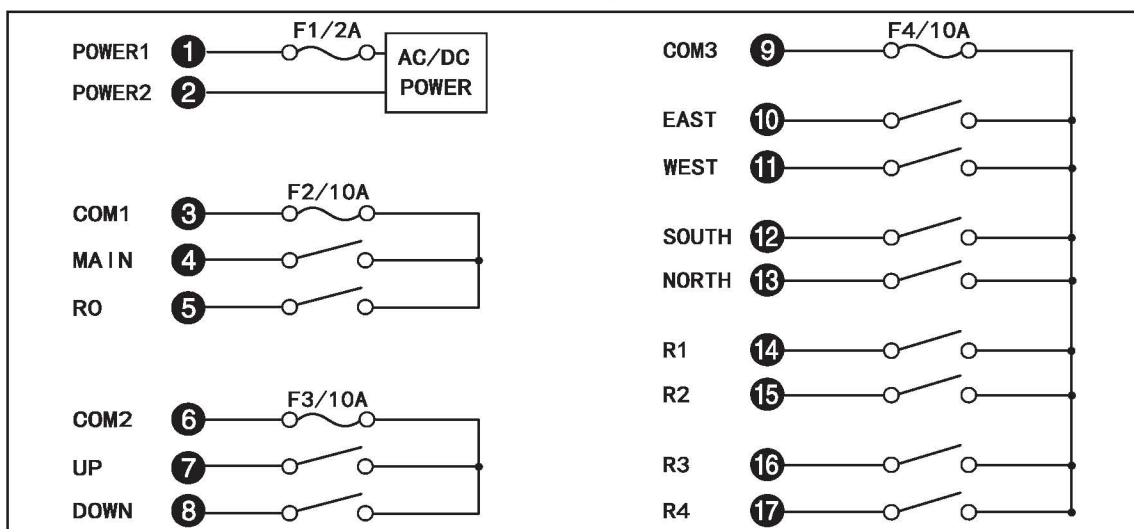 POWER1 1 F1/2A AC/DC
POWER2 2 POWER
COM1 3 F2/10A
MAIN 4
RO 5
COM2 6 F3/10A
UP 7
DOWN 8
COM3 9 F4/10A
EAST 10
WEST 11
SOUTH 12
NORTH 13
R1 14
R2 15
R3 16
R4 17